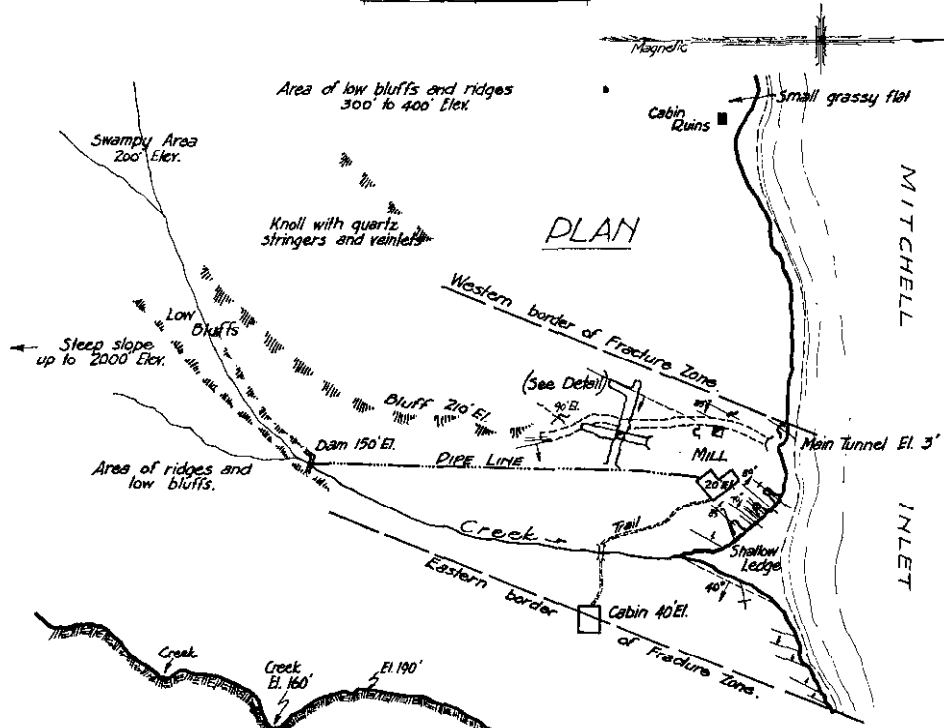 Magnetic
Area of low bluffs and ridges
300' to 400' Elev.
Small grassy flat
Cabin
Ruins
Swampy Area
200' Elev.
MITCHELL
INLET
Knoll with quartz
stringers and veinlets
PLAN
Western border of Fracture Zone.
Low
Bluffs
Steep slope
up to 2000' Elev.
(See Detail)
90' El.
Bluff 210' El.
Main Tunnel El. 3'
MILL
Dam 150' El.
PIPE LINE
20' El.
Area of ridges and
low bluffs.
Trail
Creek
Shallow
Ledge
40°
Eastern border
of Fracture Zone.
Cabin 40' El.
Creek
Creek
El. 160'
El. 190'